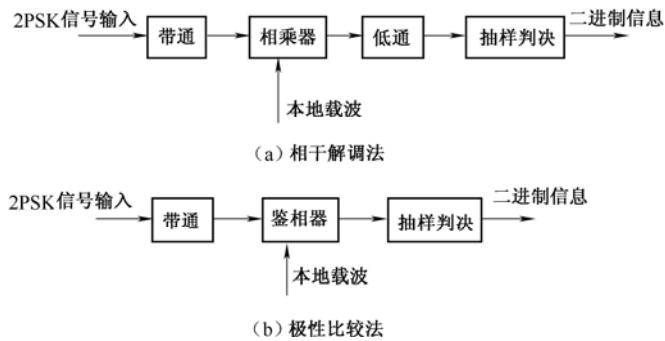 2PSK信号输入
带通
相乘器
低通
抽样判决
二进制信息
本地载波
（a）相干解调法
2PSK信号输入
带通
鉴相器
抽样判决
二进制信息
本地载波
（b）极性比较法